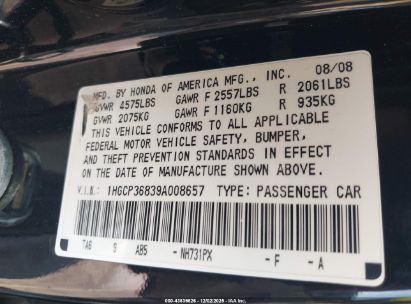 MFD. BY HONDA OF AMERICA MFG., INC. 08/08
GVWR 4575LBS GAWR F 2557LBS R 2061LBS
GVWR 2075KG GAWR F 1160KG R 935KG
THIS VEHICLE CONFORMS TO ALL APPLICABLE
FEDERAL MOTOR VEHICLE SAFETY, BUMPER,
AND THEFT PREVENTION STANDARDS IN EFFECT
ON THE DATE OF MANUFACTURE SHOWN ABOVE.
V.I.N.: 1HGCP36839A008657 TYPE: PASSENGER CAR
TA6 9 AB5 - NH731PX - F - A